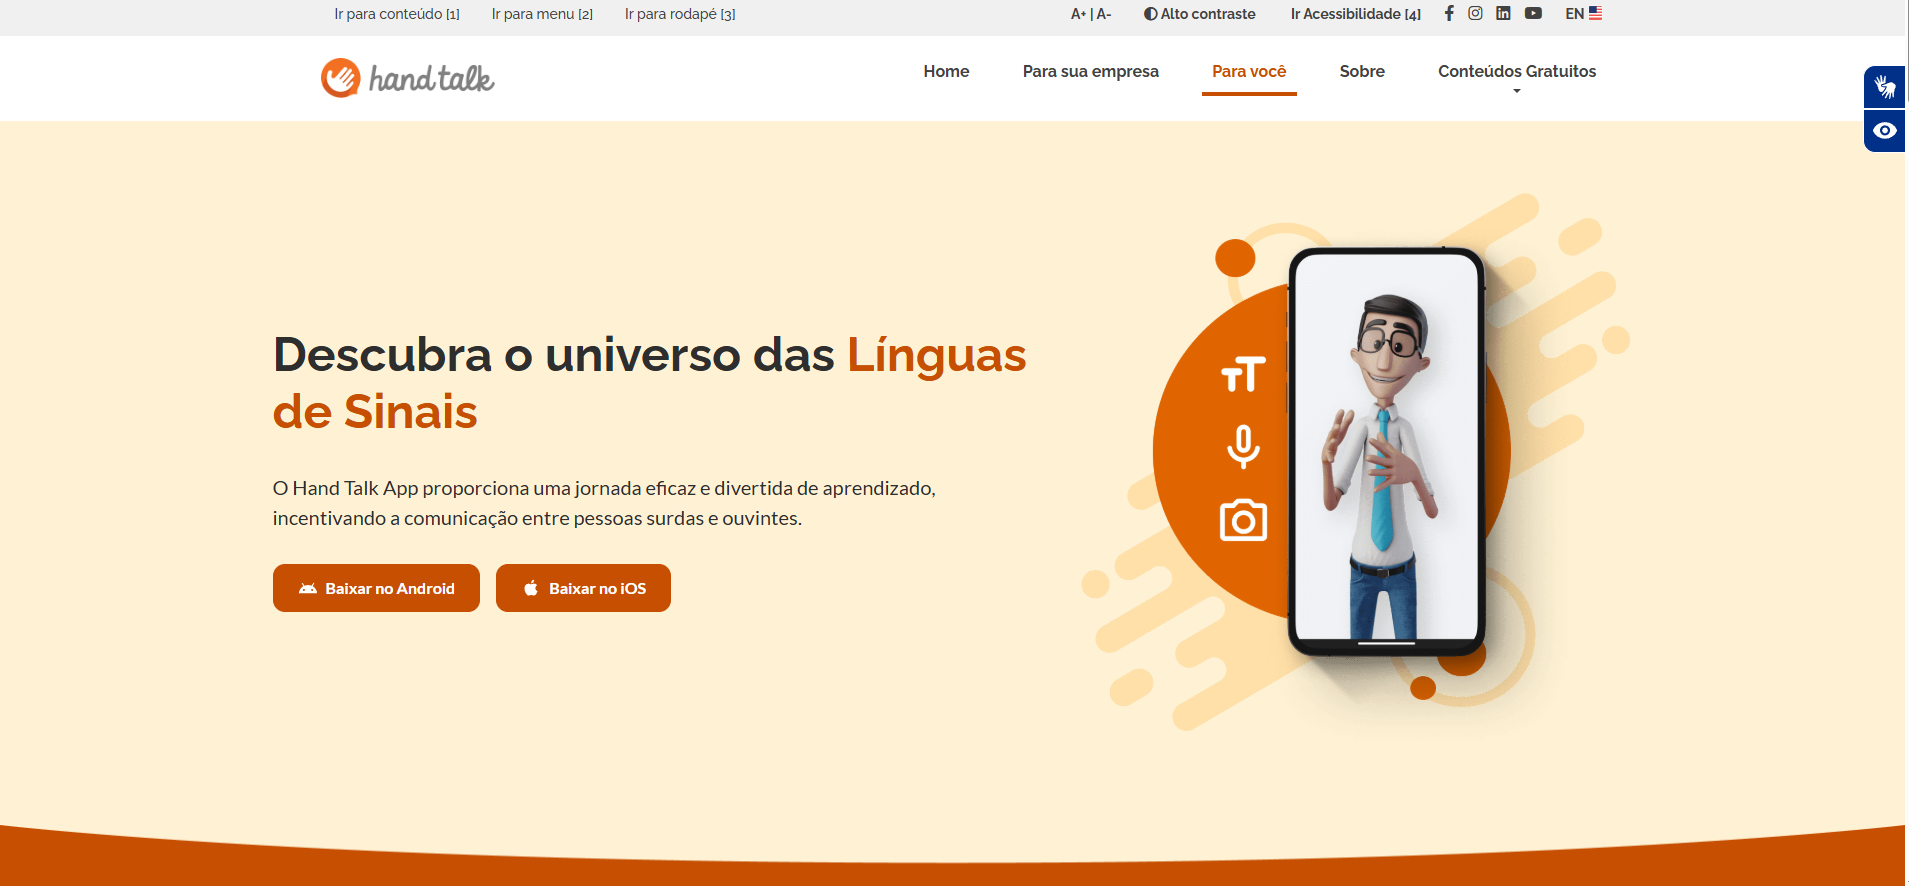 Ir para conteúdo [1] Ir para menu [2] Ir para rodapé [3] A+ | A- Alto contraste Ir Acessibilidade [4] EN
hand talk Home Para sua empresa Para você Sobre Conteúdos Gratuitos
Descubra o universo das Línguas
de Sinais
O Hand Talk App proporciona uma jornada eficaz e divertida de aprendizado,
incentivando a comunicação entre pessoas surdas e ouvintes.
Baixar no Android Baixar no iOS